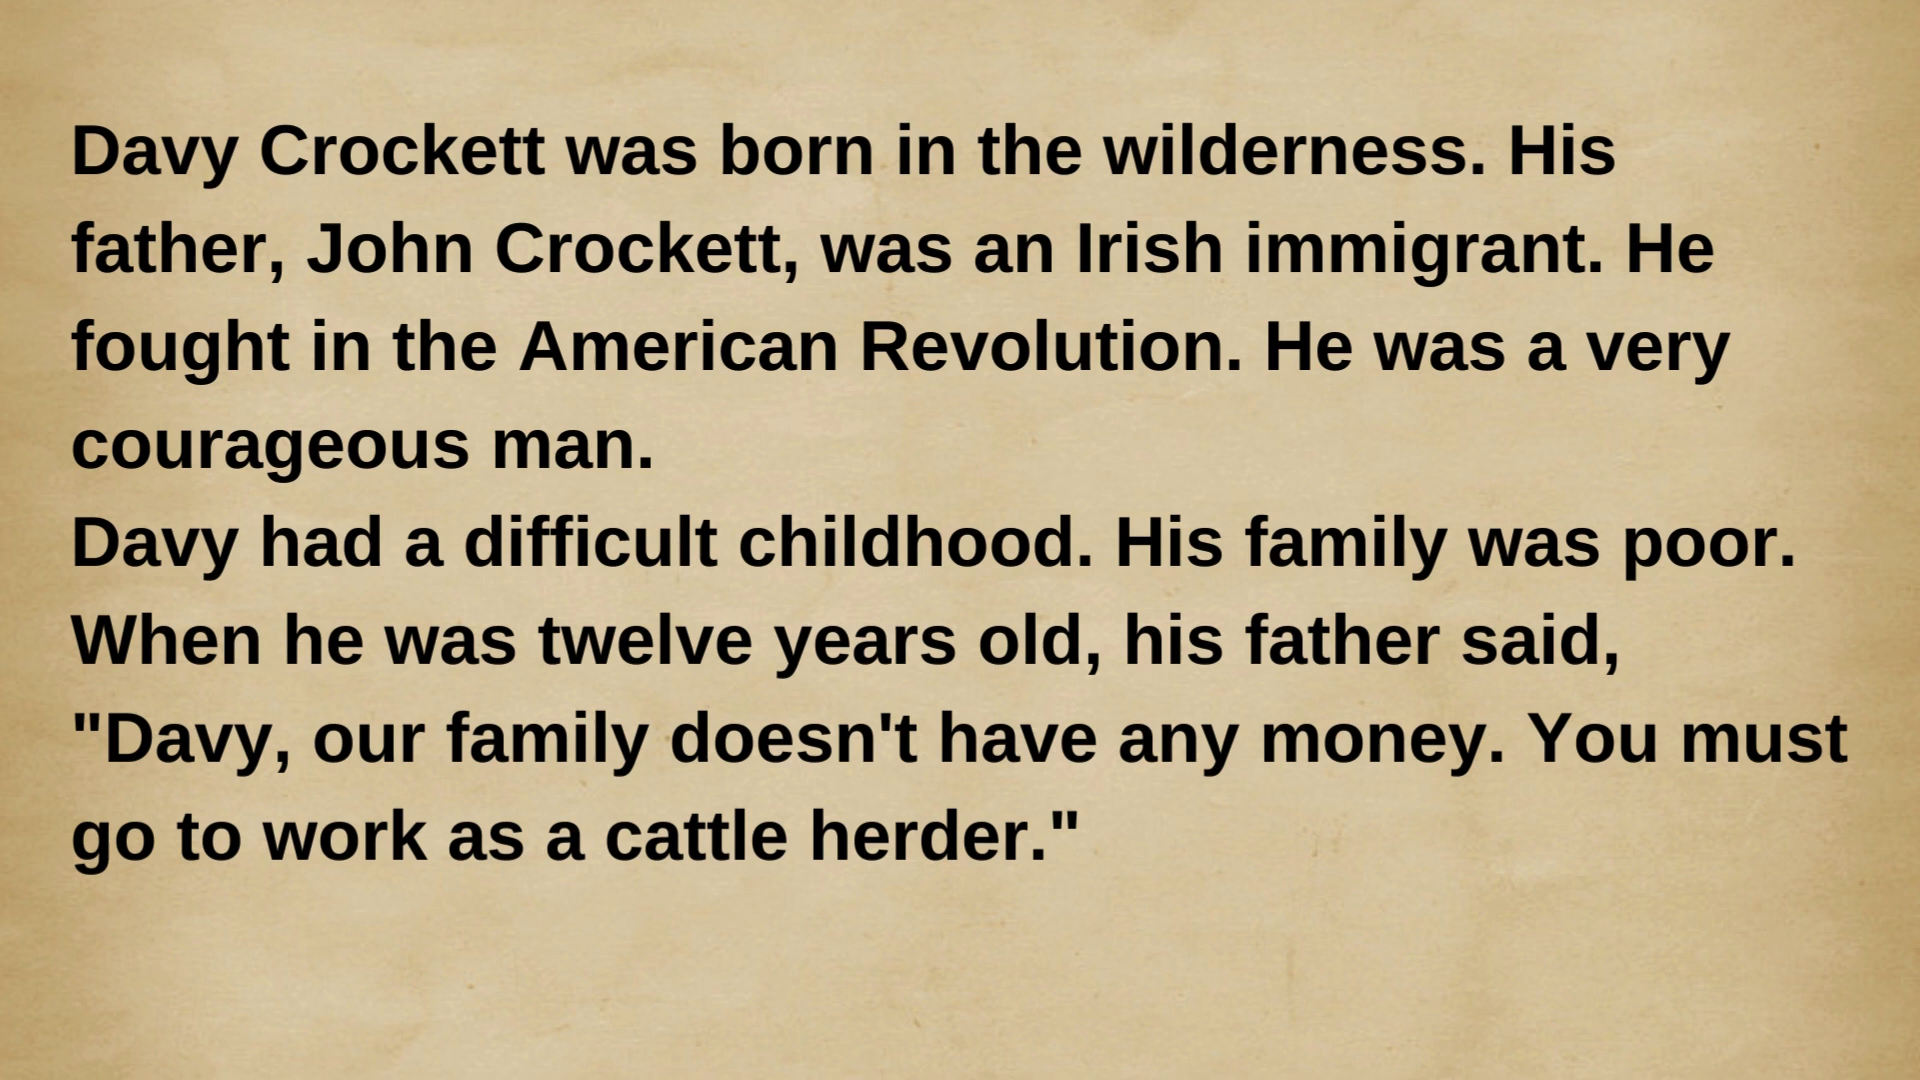 Davy Crockett was born in the wilderness. His
father, John Crockett, was an Irish immigrant. He
fought in the American Revolution. He was a very
courageous man.
Davy had a difficult childhood. His family was poor.
When he was twelve years old, his father said,
"Davy, our family doesn't have any money. You must
go to work as a cattle herder."